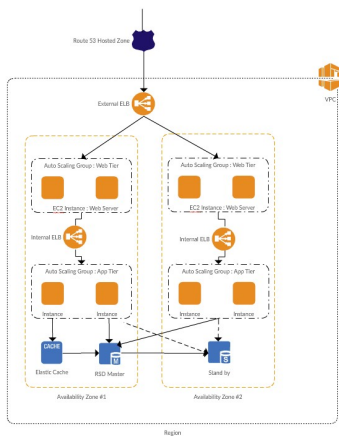 Route 53 Hosted Zone
VPC
External ELB
Auto Scaling Group : Web Tier
Auto Scaling Group : Web Tier
EC2 Instance : Web Server
EC2 Instance : Web Server
Internal ELB
Internal ELB
Auto Scaling Group : App Tier
Auto Scaling Group : App Tier
Instance
Instance
Instance
Instance
CACHE
M
S
Elastic Cache
RSD Master
Stand by
Availability Zone #1
Availability Zone #2
Region